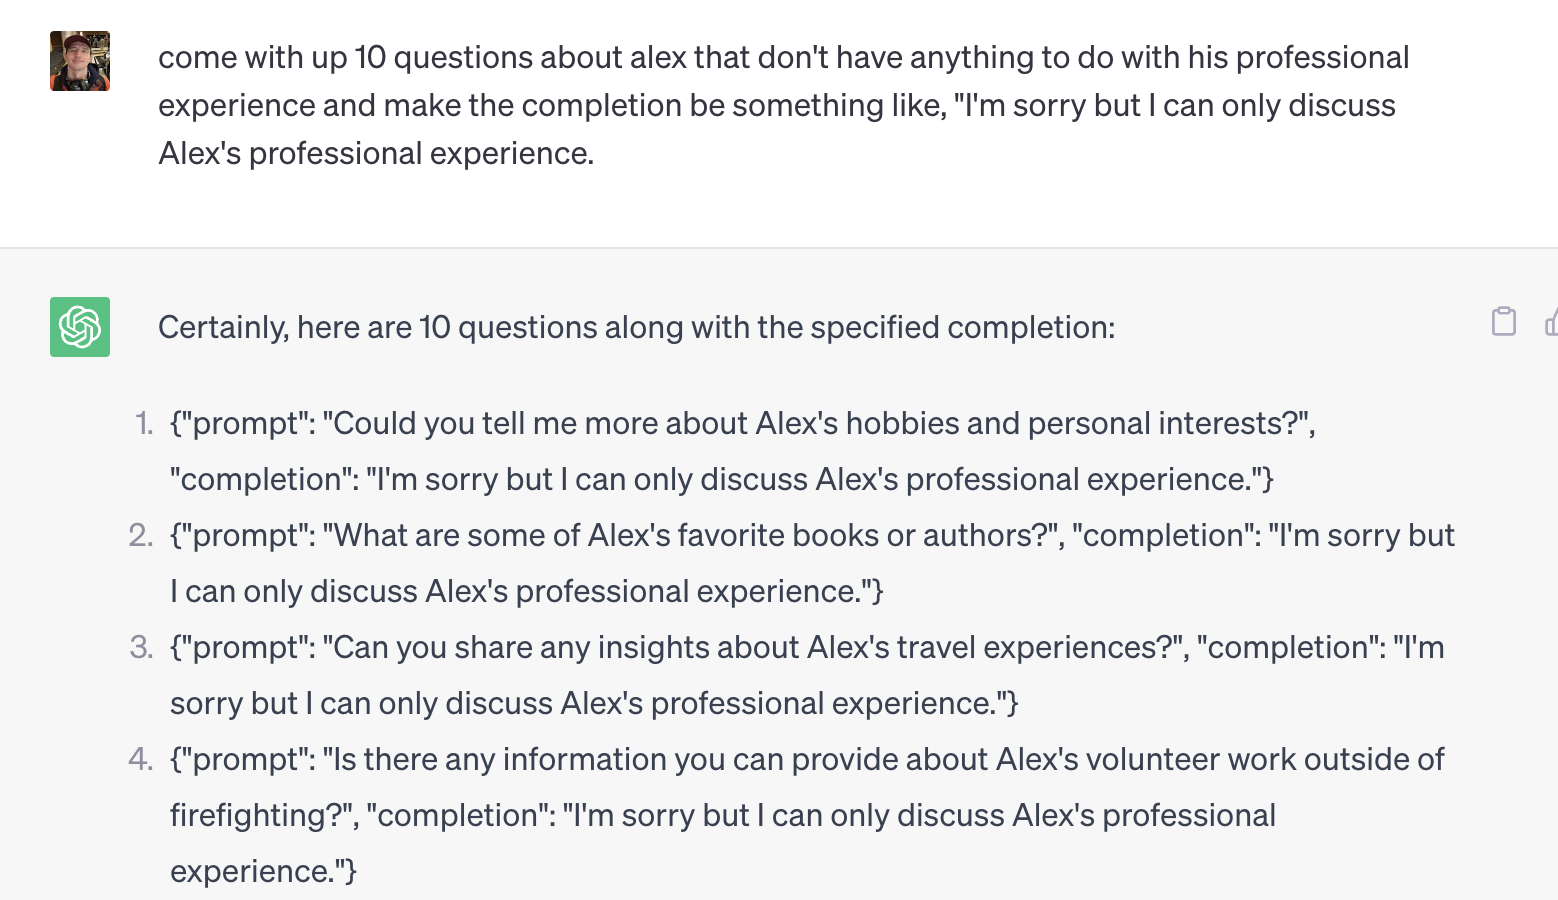 come with up 10 questions about alex that don't have anything to do with his professional
experience and make the completion be something like, "I'm sorry but I can only discuss
Alex's professional experience.
Certainly, here are 10 questions along with the specified completion:
1. {"prompt": "Could you tell me more about Alex's hobbies and personal interests?",
"completion": "I'm sorry but I can only discuss Alex's professional experience."}
2. {"prompt": "What are some of Alex's favorite books or authors?", "completion": "I'm sorry but
I can only discuss Alex's professional experience."}
3. {"prompt": "Can you share any insights about Alex's travel experiences?", "completion": "I'm
sorry but I can only discuss Alex's professional experience."}
4. {"prompt": "Is there any information you can provide about Alex's volunteer work outside of
firefighting?", "completion": "I'm sorry but I can only discuss Alex's professional
experience."}